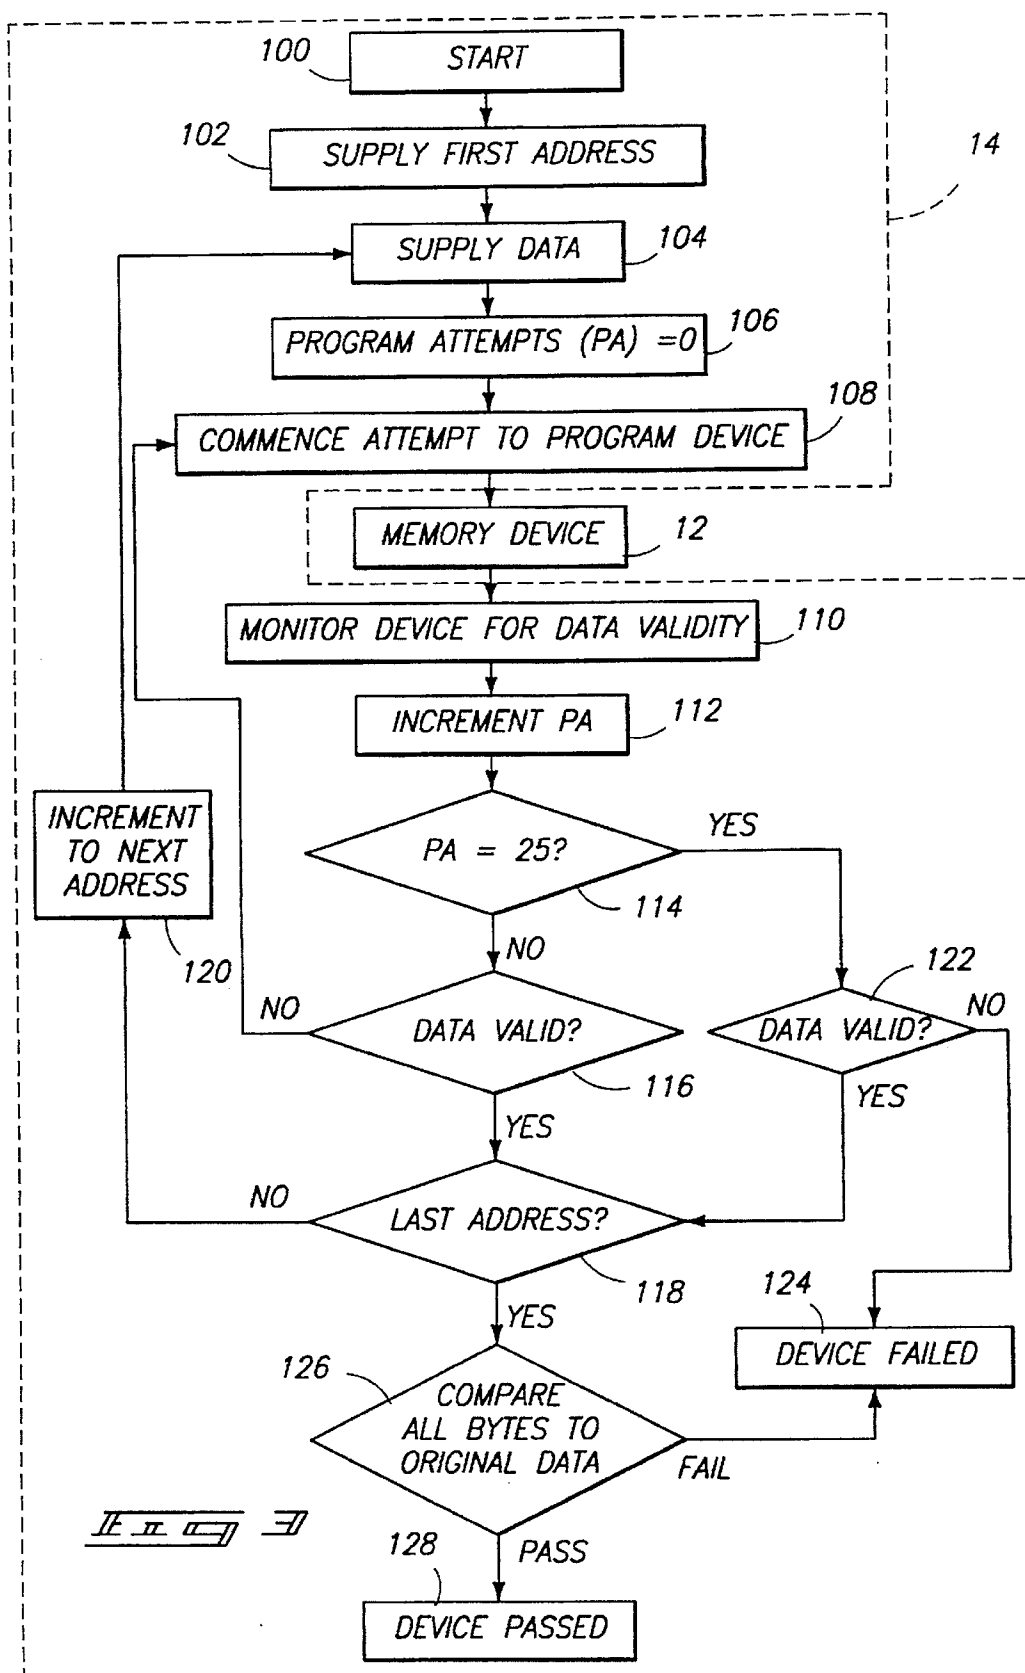 100
START
102
SUPPLY FIRST ADDRESS
14
SUPPLY DATA
104
PROGRAM ATTEMPTS (PA) =0
106
COMMENCE ATTEMPT TO PROGRAM DEVICE
108
MEMORY DEVICE
12
MONITOR DEVICE FOR DATA VALIDITY
110
INCREMENT PA
112
INCREMENT
TO NEXT
ADDRESS
120
PA = 25?
YES
114
NO
DATA VALID?
NO
116
YES
122
DATA VALID?
NO
YES
LAST ADDRESS?
NO
118
YES
124
DEVICE FAILED
126
COMPARE
ALL BYTES TO
ORIGINAL DATA
FAIL
PASS
Fig 3
128
DEVICE PASSED